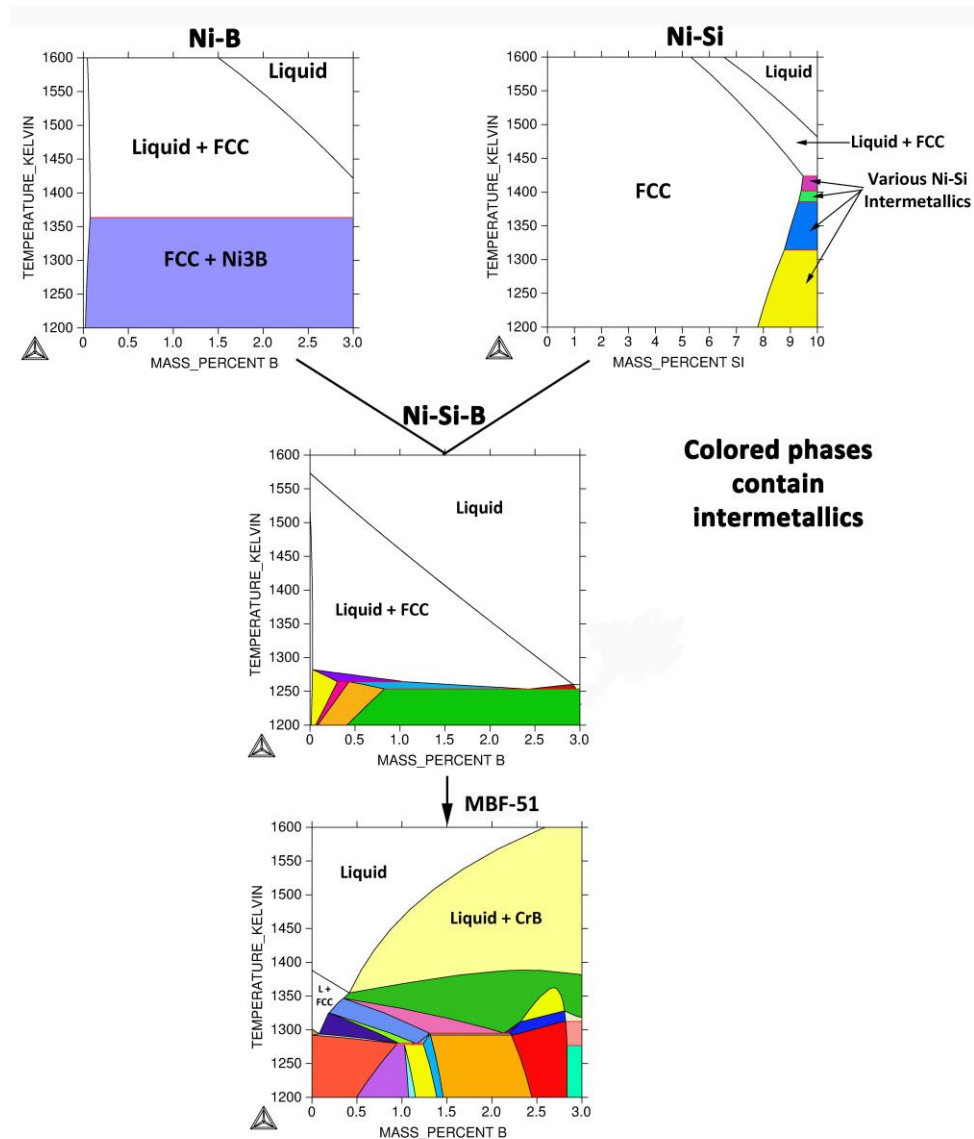 Ni-B
1600
1550
1500
1450
1400
1350
1300
1250
1200
TEMPERATURE_KELVIN
Liquid
Liquid + FCC
FCC + Ni3B
0 0.5 1.0 1.5 2.0 2.5 3.0
MASS_PERCENT B
Ni-Si
1600
1550
1500
1450
1400
1350
1300
1250
1200
TEMPERATURE_KELVIN
Liquid
Liquid + FCC
FCC
Various Ni-Si
Intermetallics
0 1 2 3 4 5 6 7 8 9 10
MASS_PERCENT SI
Ni-Si-B
1600
1550
1500
1450
1400
1350
1300
1250
1200
TEMPERATURE_KELVIN
Liquid
Liquid + FCC
0 0.5 1.0 1.5 2.0 2.5 3.0
MASS_PERCENT B
Colored phases
contain
intermetallics
MBF-51
1600
1550
1500
1450
1400
1350
1300
1250
1200
TEMPERATURE_KELVIN
Liquid
Liquid + CrB
L +
FCC
0 0.5 1.0 1.5 2.0 2.5 3.0
MASS_PERCENT B